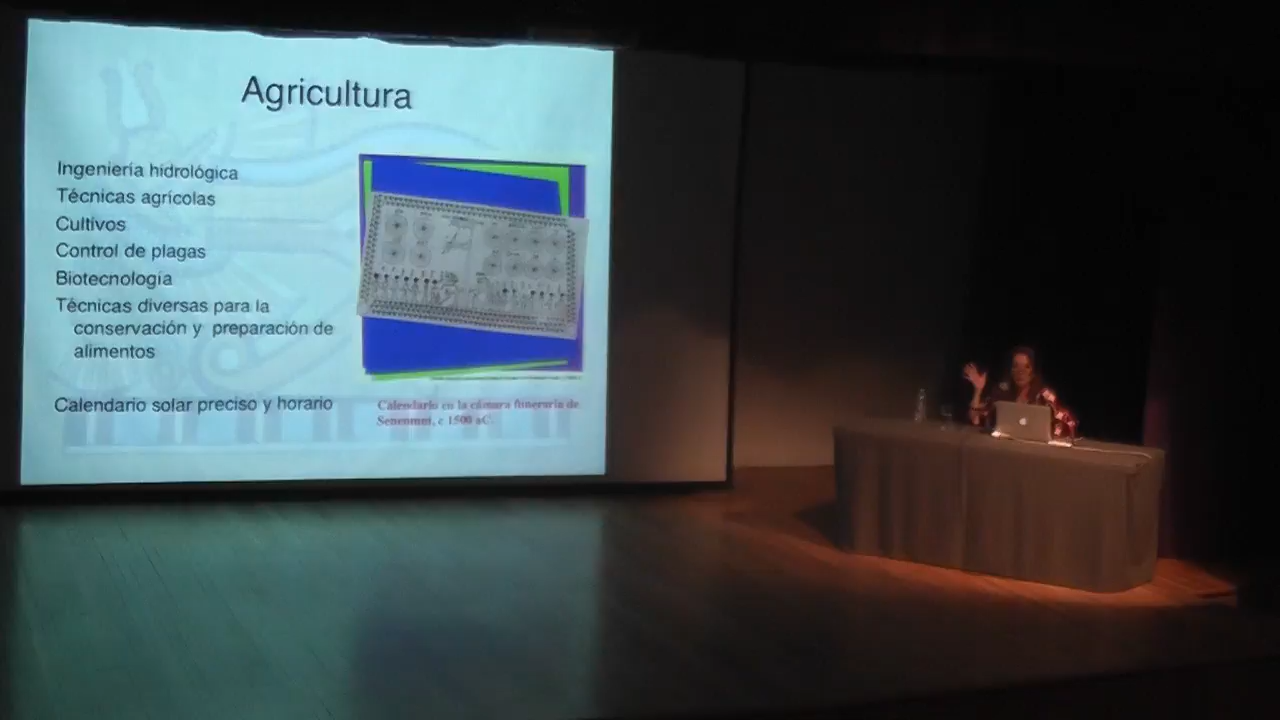 Agricultura
Ingeniería hidrológica
Técnicas agrícolas
Cultivos
Control de plagas
Biotecnología
Técnicas diversas para la
conservación y preparación de
alimentos
Calendario solar preciso y horario
Calendario en la cámara funeraria de
Senenmut, c 1500 aC.